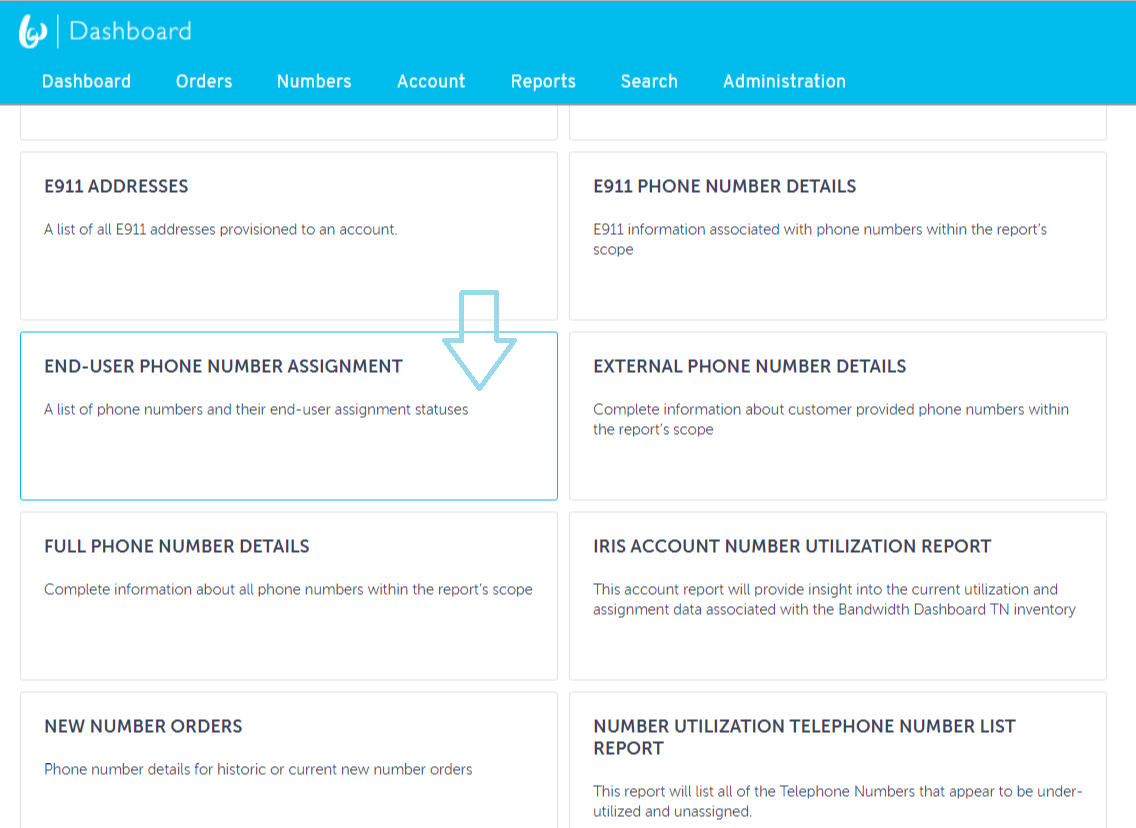 Dashboard
Dashboard Orders Numbers Account Reports Search Administration
E911 ADDRESSES
A list of all E911 addresses provisioned to an account.
E911 PHONE NUMBER DETAILS
E911 information associated with phone numbers within the report's
scope
END-USER PHONE NUMBER ASSIGNMENT
A list of phone numbers and their end-user assignment statuses
EXTERNAL PHONE NUMBER DETAILS
Complete information about customer provided phone numbers within
the report's scope
FULL PHONE NUMBER DETAILS
Complete information about all phone numbers within the report's scope
IRIS ACCOUNT NUMBER UTILIZATION REPORT
This account report will provide insight into the current utilization and
assignment data associated with the Bandwidth Dashboard TN inventory
NEW NUMBER ORDERS
Phone number details for historic or current new number orders
NUMBER UTILIZATION TELEPHONE NUMBER LIST
REPORT
This report will list all of the Telephone Numbers that appear to be under-
utilized and unassigned.